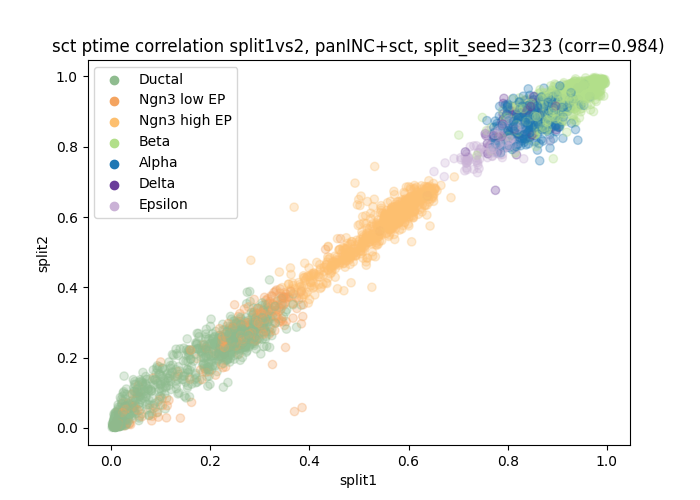 sct ptime correlation split1vs2, panINC+sct, split_seed=323 (corr=0.984)
1.0
0.8
0.6
0.4
0.2
0.0
split2
Ductal
Ngn3 low EP
Ngn3 high EP
Beta
Alpha
Delta
Epsilon
0.0 0.2 0.4 0.6 0.8 1.0
split1